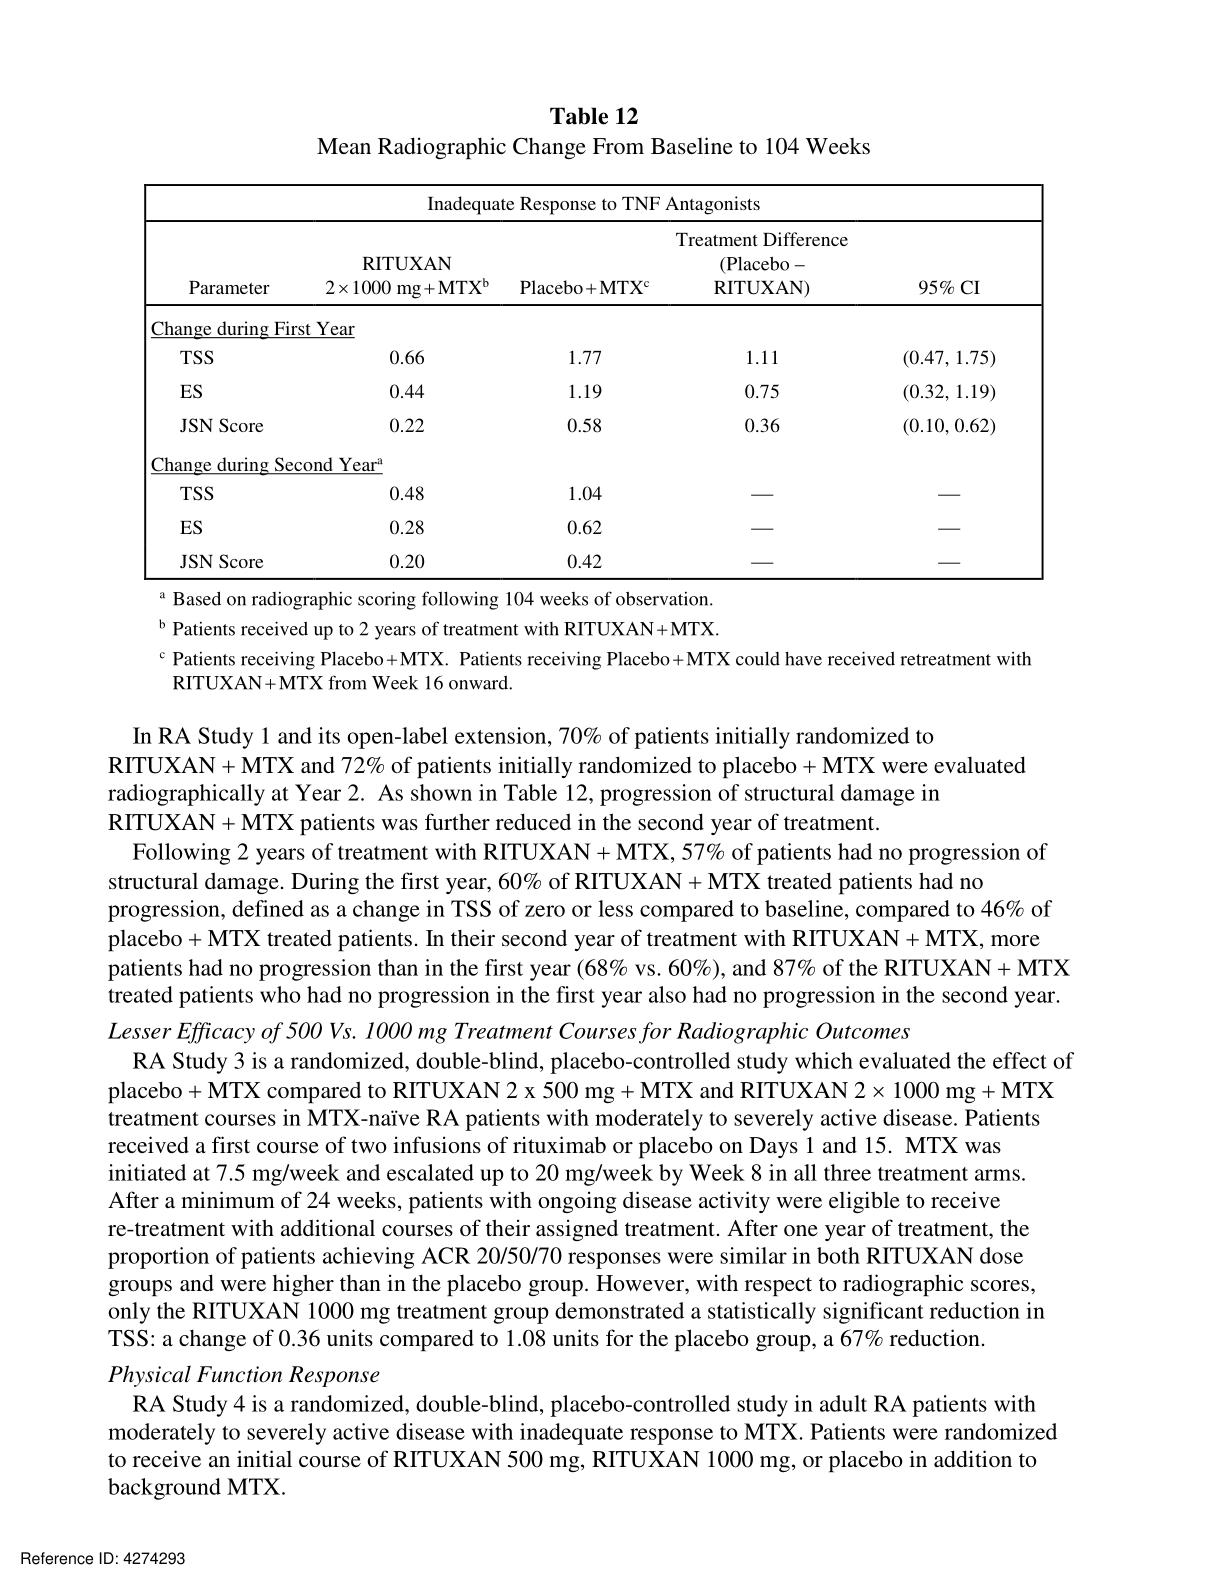 Table 12
Mean Radiographic Change From Baseline to 104 Weeks
Inadequate Response to TNF Antagonists
Parameter RITUXAN 2×1000 mg+MTXᵇ Placebo+MTXᶜ Treatment Difference (Placebo – RITUXAN) 95% CI
Change during First Year
TSS 0.66 1.77 1.11 (0.47, 1.75)
ES 0.44 1.19 0.75 (0.32, 1.19)
JSN Score 0.22 0.58 0.36 (0.10, 0.62)
Change during Second Yearᵃ
TSS 0.48 1.04 — —
ES 0.28 0.62 — —
JSN Score 0.20 0.42 — —
ᵃ Based on radiographic scoring following 104 weeks of observation.
ᵇ Patients received up to 2 years of treatment with RITUXAN+MTX.
ᶜ Patients receiving Placebo+MTX. Patients receiving Placebo+MTX could have received retreatment with
RITUXAN+MTX from Week 16 onward.
In RA Study 1 and its open-label extension, 70% of patients initially randomized to
RITUXAN + MTX and 72% of patients initially randomized to placebo + MTX were evaluated
radiographically at Year 2. As shown in Table 12, progression of structural damage in
RITUXAN + MTX patients was further reduced in the second year of treatment.
Following 2 years of treatment with RITUXAN + MTX, 57% of patients had no progression of
structural damage. During the first year, 60% of RITUXAN + MTX treated patients had no
progression, defined as a change in TSS of zero or less compared to baseline, compared to 46% of
placebo + MTX treated patients. In their second year of treatment with RITUXAN + MTX, more
patients had no progression than in the first year (68% vs. 60%), and 87% of the RITUXAN + MTX
treated patients who had no progression in the first year also had no progression in the second year.
Lesser Efficacy of 500 Vs. 1000 mg Treatment Courses for Radiographic Outcomes
RA Study 3 is a randomized, double-blind, placebo-controlled study which evaluated the effect of
placebo + MTX compared to RITUXAN 2 x 500 mg + MTX and RITUXAN 2 × 1000 mg + MTX
treatment courses in MTX-naïve RA patients with moderately to severely active disease. Patients
received a first course of two infusions of rituximab or placebo on Days 1 and 15. MTX was
initiated at 7.5 mg/week and escalated up to 20 mg/week by Week 8 in all three treatment arms.
After a minimum of 24 weeks, patients with ongoing disease activity were eligible to receive
re-treatment with additional courses of their assigned treatment. After one year of treatment, the
proportion of patients achieving ACR 20/50/70 responses were similar in both RITUXAN dose
groups and were higher than in the placebo group. However, with respect to radiographic scores,
only the RITUXAN 1000 mg treatment group demonstrated a statistically significant reduction in
TSS: a change of 0.36 units compared to 1.08 units for the placebo group, a 67% reduction.
Physical Function Response
RA Study 4 is a randomized, double-blind, placebo-controlled study in adult RA patients with
moderately to severely active disease with inadequate response to MTX. Patients were randomized
to receive an initial course of RITUXAN 500 mg, RITUXAN 1000 mg, or placebo in addition to
background MTX.
Reference ID: 4274293